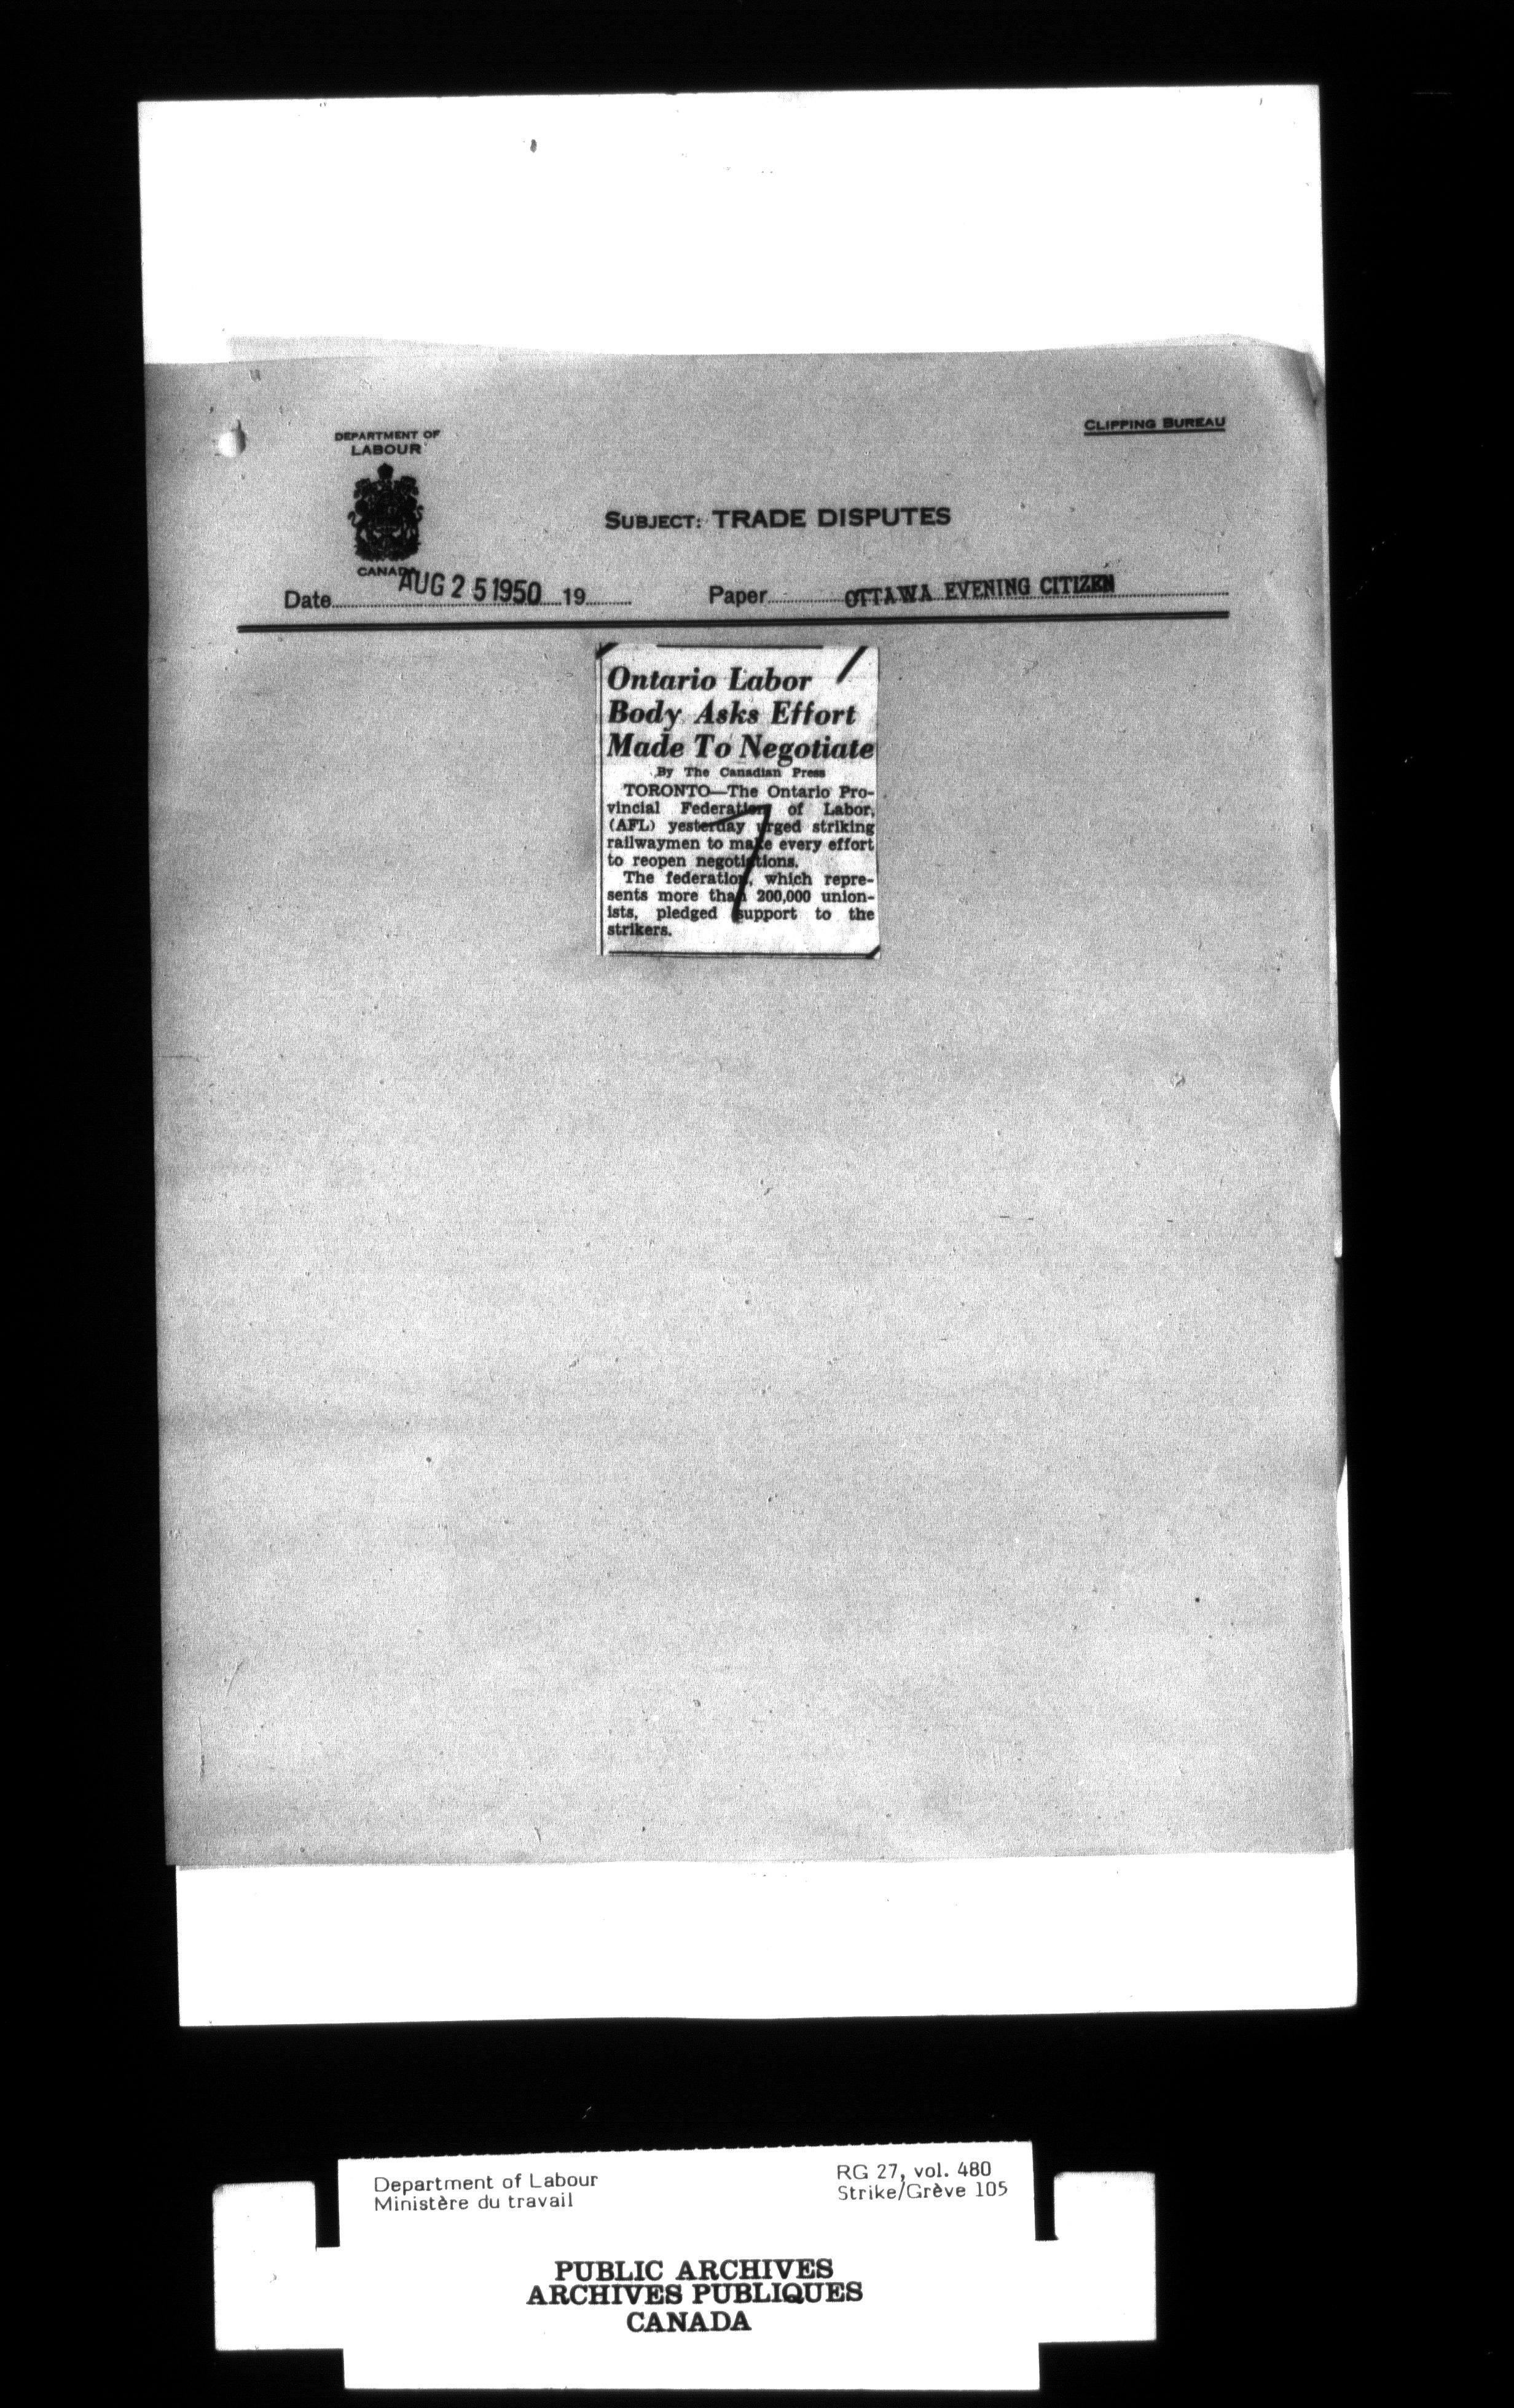 CLIPPING BUREAU
DEPARTMENT OF
LABOUR
CANADA
SUBJECT: TRADE DISPUTES
Date AUG 25 1950 19 Paper OTTAWA EVENING CITIZEN
Ontario Labor
Body Asks Effort
Made To Negotiate
By The Canadian Press
TORONTO—The Ontario Pro-
vincial Federation of Labor,
(AFL) yesterday urged striking
railwaymen to make every effort
to reopen negotiations.
The federation, which repre-
sents more than 200,000 union-
ists, pledged support to the
strikers.
Department of Labour
Ministère du travail
RG 27, vol. 480
Strike/Grève 105
PUBLIC ARCHIVES
ARCHIVES PUBLIQUES
CANADA